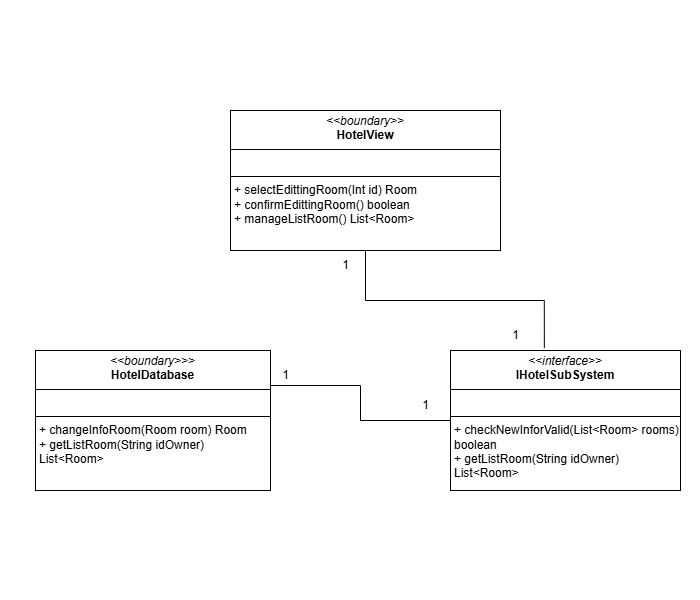 <<boundary>>
HotelView
+ selectEdittingRoom(Int id) Room
+ confirmEdittingRoom() boolean
+ manageListRoom() List<Room>
1
1
<<boundary>>>
HotelDatabase
+ changeInfoRoom(Room room) Room
+ getListRoom(String idOwner)
List<Room>
1
1
<<interface>>
IHotelSubSystem
+ checkNewInforValid(List<Room> rooms)
boolean
+ getListRoom(String idOwner)
List<Room>